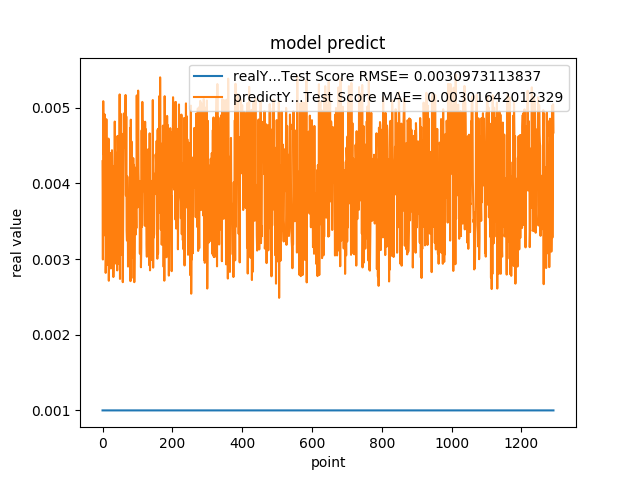 model predict
realY...Test Score RMSE= 0.0030973113837
predictY...Test Score MAE= 0.00301642012329
0.005
0.004
0.003
0.002
0.001
real value
0 200 400 600 800 1000 1200
point